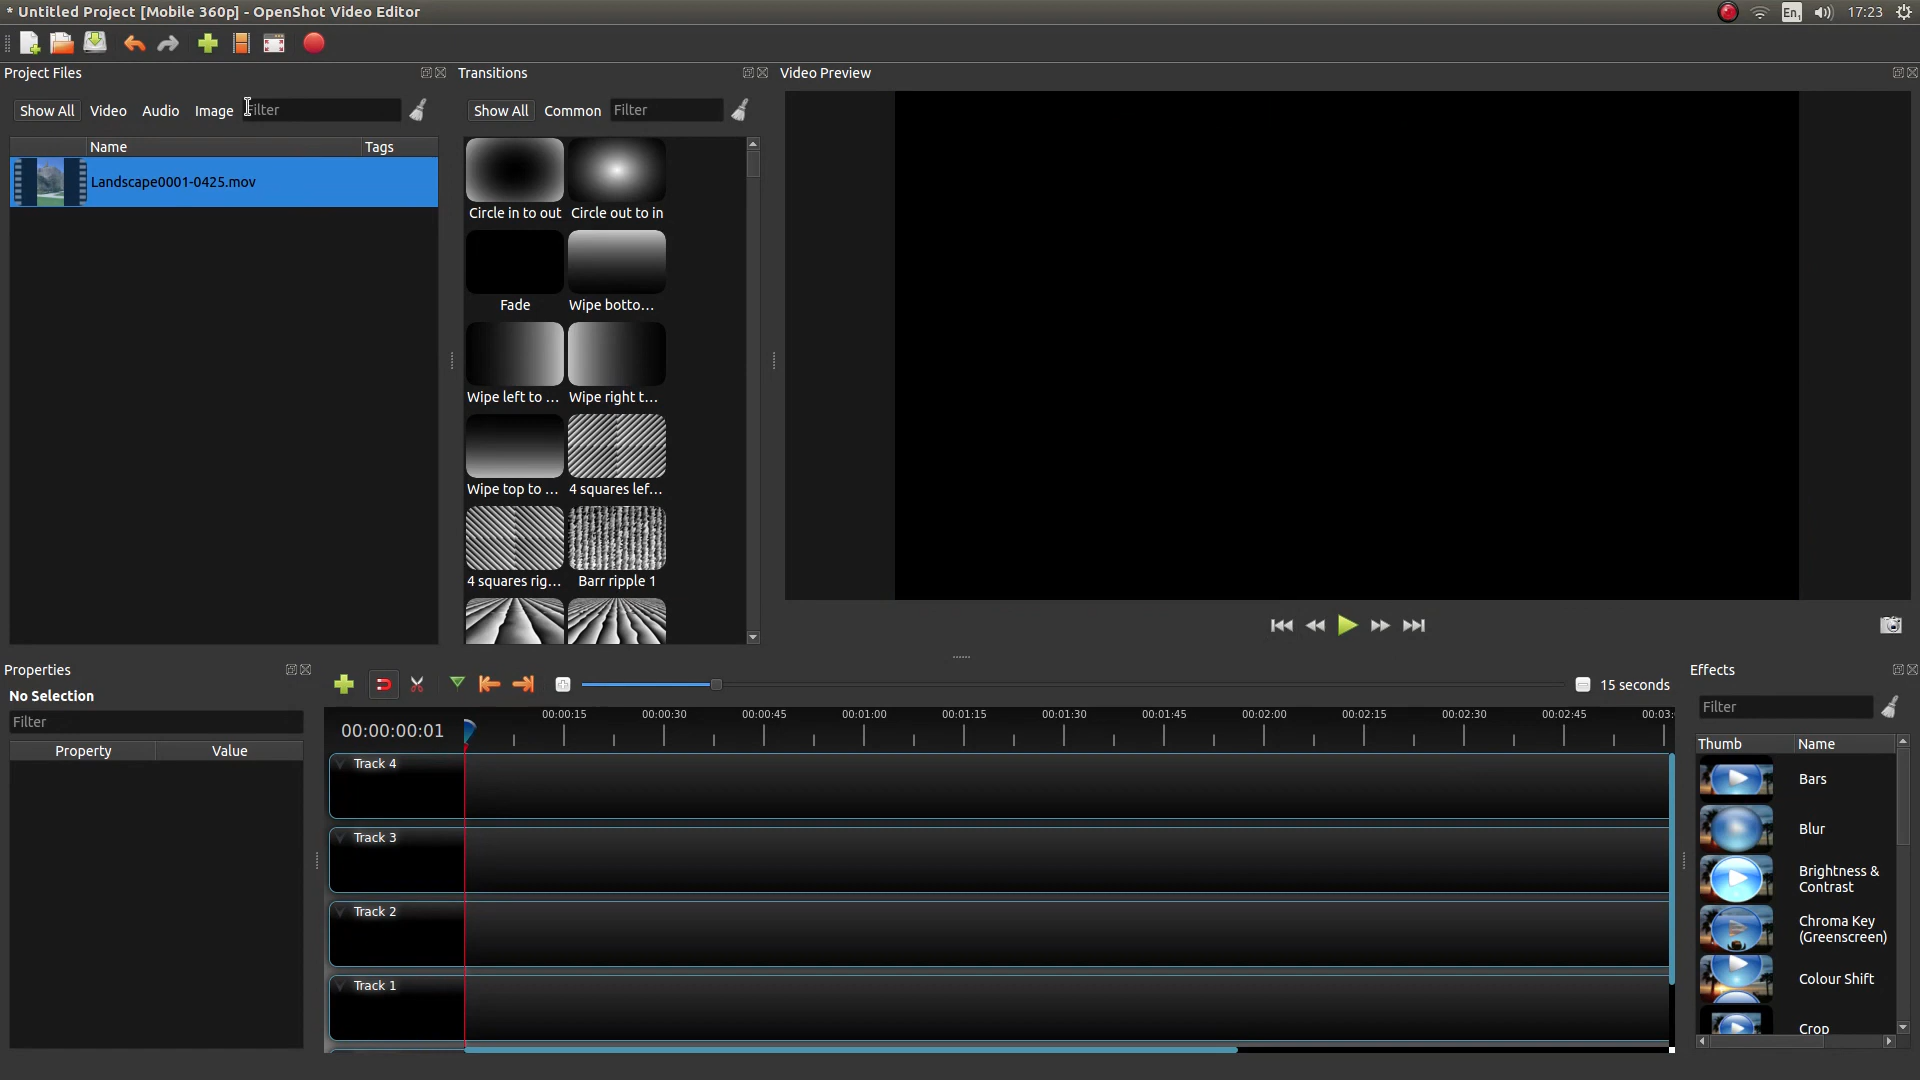 * Untitled Project [Mobile 360p] - OpenShot Video Editor
En1
17:23
Project Files
Transitions
Video Preview
Show All
Video
Audio
Image
Filter
Show All
Common
Filter
Name
Tags
Landscape0001-0425.mov
Circle in to out
Circle out to in
Fade
Wipe botto...
Wipe left to ...
Wipe right t...
Wipe top to ...
4 squares lef...
4 squares rig...
Barr ripple 1
Properties
No Selection
Filter
Property
Value
15 seconds
00:00:00:01
00:00:15
00:00:30
00:00:45
00:01:00
00:01:15
00:01:30
00:01:45
00:02:00
00:02:15
00:02:30
00:02:45
00:03:
Track 4
Track 3
Track 2
Track 1
Effects
Filter
Thumb
Name
Bars
Blur
Brightness &
Contrast
Chroma Key
(Greenscreen)
Colour Shift
Crop